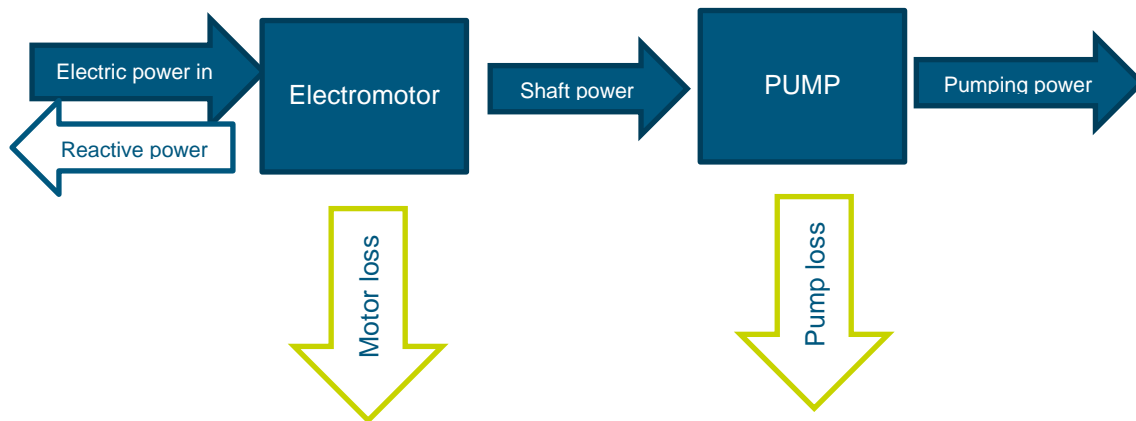 Electric power in
Reactive power
Electromotor
Shaft power
PUMP
Pumping power
Motor loss
Pump loss